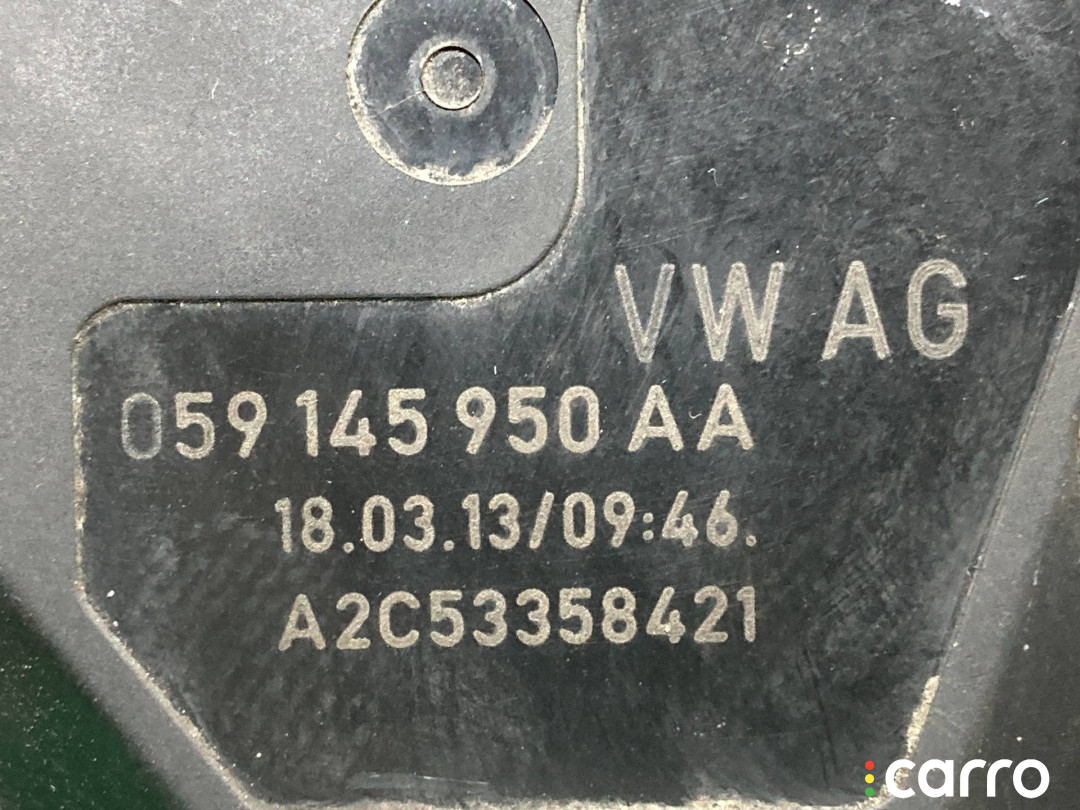 VW AG
059 145 950 AA
18.03.13/09:46.
A2C53358421
carro